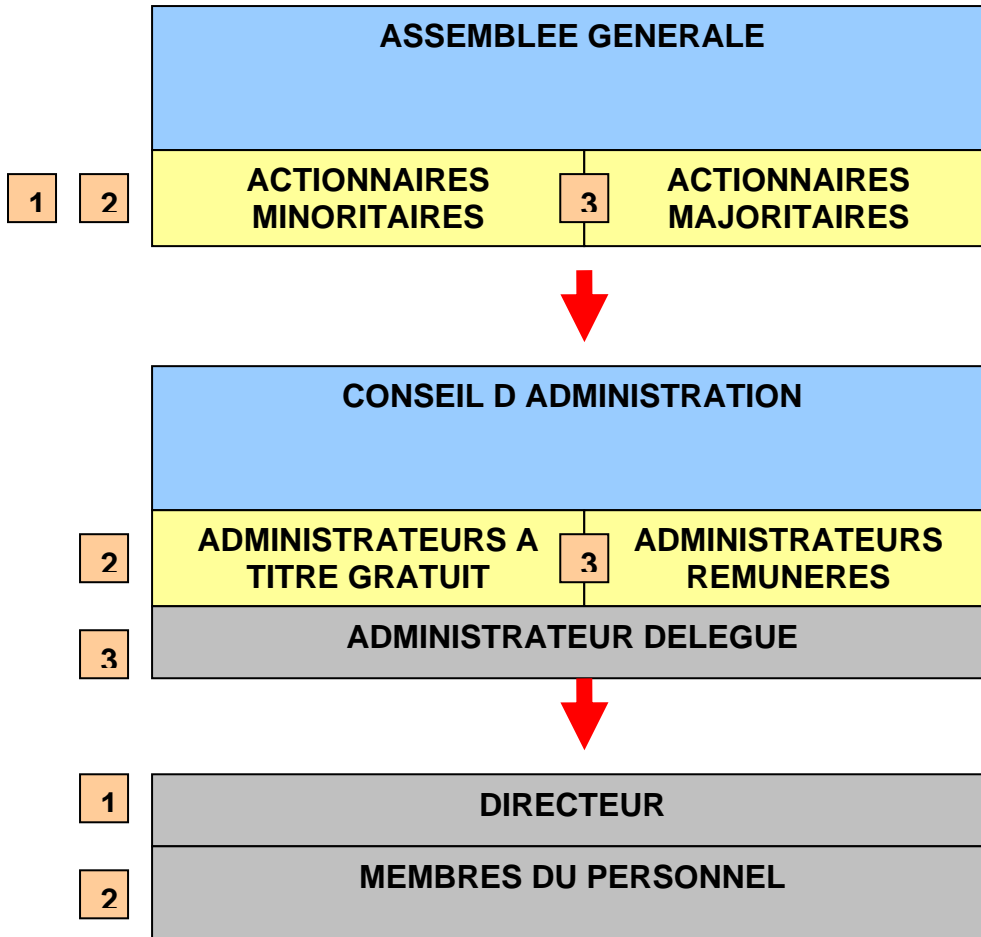 ASSEMBLEE GENERALE
1 2 ACTIONNAIRES MINORITAIRES 3 ACTIONNAIRES MAJORITAIRES
CONSEIL D ADMINISTRATION
2 ADMINISTRATEURS A TITRE GRATUIT 3 ADMINISTRATEURS REMUNERES
3 ADMINISTRATEUR DELEGUE
1 DIRECTEUR
2 MEMBRES DU PERSONNEL